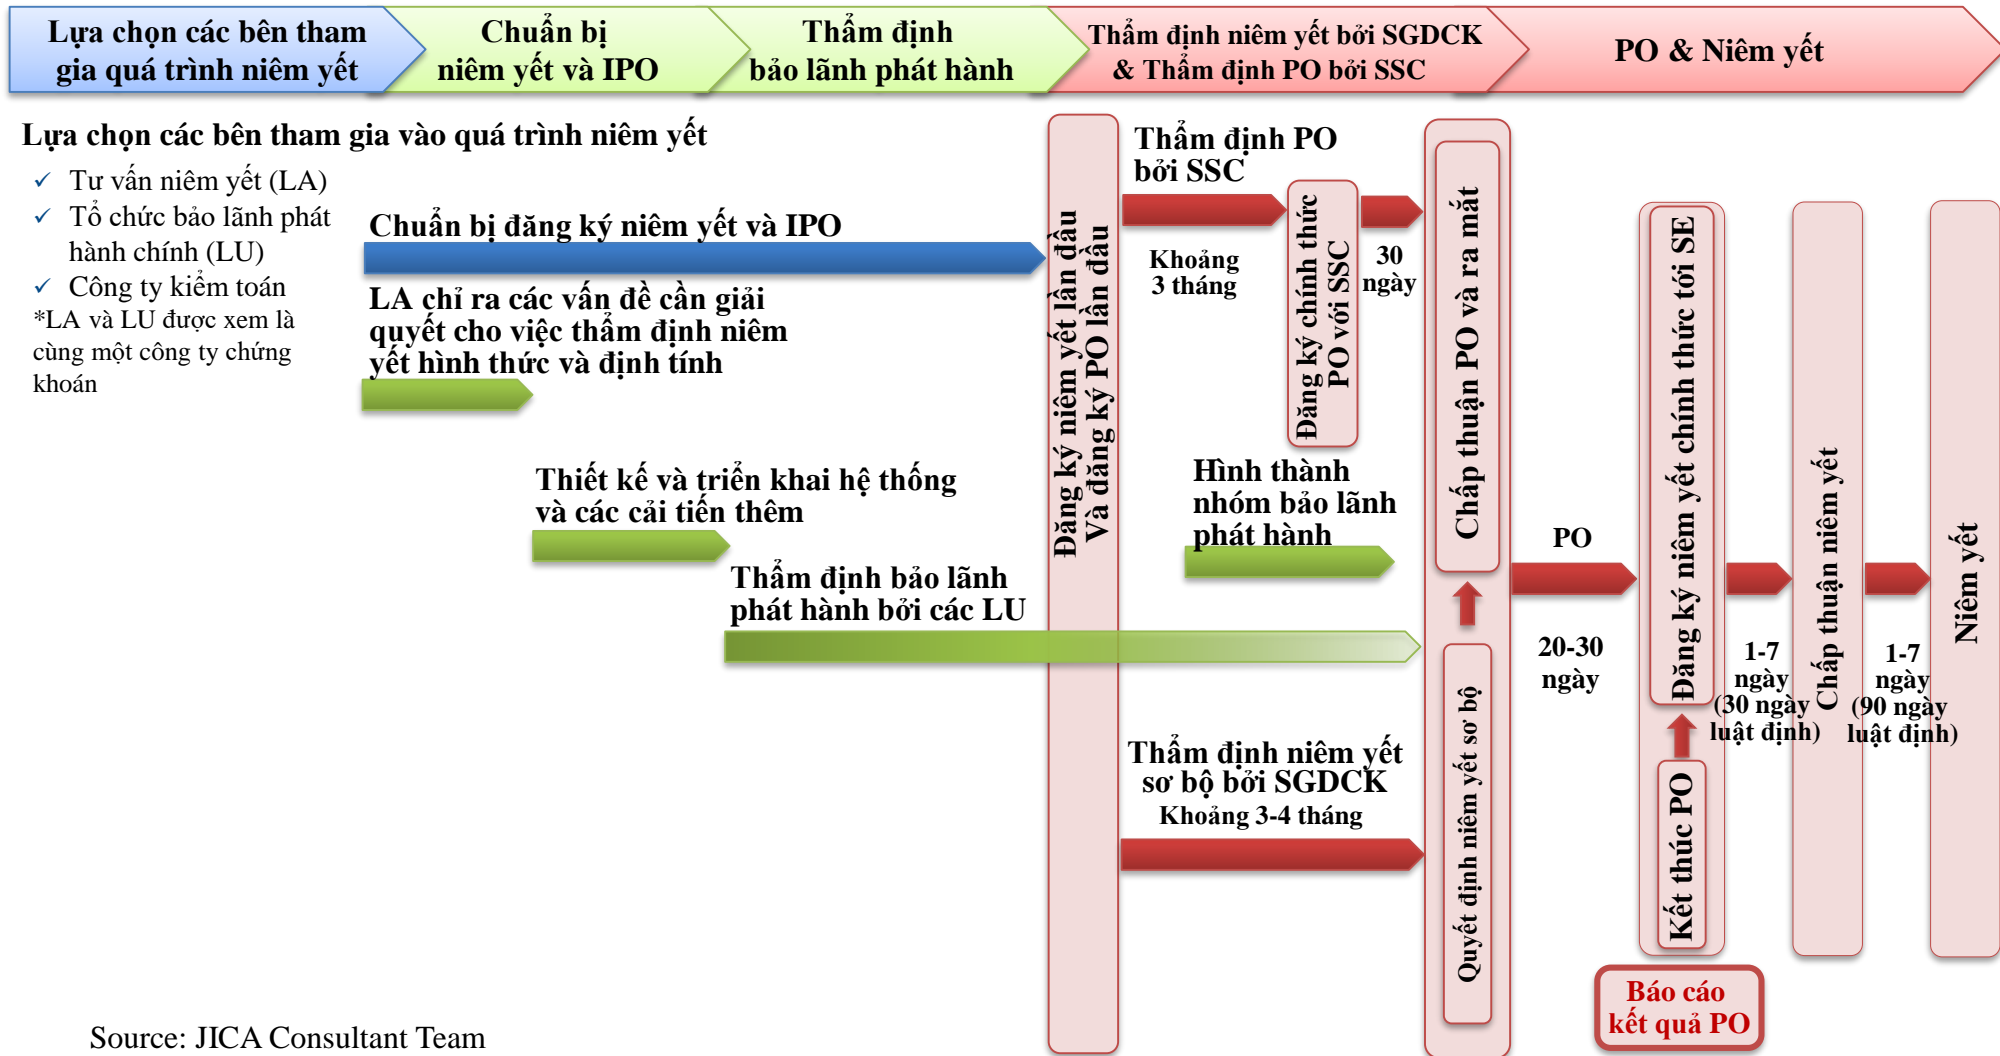 Lựa chọn các bên tham
gia quá trình niêm yết
Chuẩn bị
niêm yết và IPO
Thẩm định
bảo lãnh phát hành
Thẩm định niêm yết bởi SGDCK
& Thẩm định PO bởi SSC
PO & Niêm yết
Lựa chọn các bên tham gia vào quá trình niêm yết
✓ Tư vấn niêm yết (LA)
✓ Tổ chức bảo lãnh phát
hành chính (LU)
✓ Công ty kiểm toán
*LA và LU được xem là
cùng một công ty chứng
khoán
Chuẩn bị đăng ký niêm yết và IPO
LA chỉ ra các vấn đề cần giải
quyết cho việc thẩm định niêm
yết hình thức và định tính
Thiết kế và triển khai hệ thống
và các cải tiến thêm
Thẩm định bảo lãnh
phát hành bởi các LU
Đăng ký niêm yết lần đầu
Và đăng ký PO lần đầu
Thẩm định PO
bởi SSC
Khoảng
3 tháng
Đăng ký chính thức
PO với SSC
30
ngày
Hình thành
nhóm bảo lãnh
phát hành
Thẩm định niêm yết
sơ bộ bởi SGDCK
Khoảng 3-4 tháng
Chấp thuận PO và ra mắt
Quyết định niêm yết sơ bộ
PO
20-30
ngày
Đăng ký niêm yết chính thức tới SE
Kết thúc PO
Báo cáo
kết quả PO
1-7
ngày
(30 ngày
luật định)
Chấp thuận niêm yết
1-7
ngày
(90 ngày
luật định)
Niêm yết
Source: JICA Consultant Team